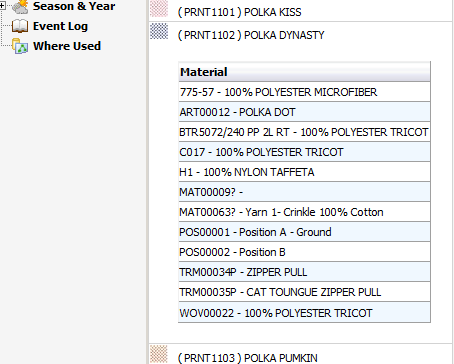 Season & Year
Event Log
Where Used
( PRNT1101 ) POLKA KISS
( PRNT1102 ) POLKA DYNASTY
Material
775-57 - 100% POLYESTER MICROFIBER
ART00012 - POLKA DOT
BTR5072/240 PP 2L RT - 100% POLYESTER TRICOT
C017 - 100% POLYESTER TRICOT
H1 - 100% NYLON TAFFETA
MAT00009? -
MAT00063? - Yarn 1- Crinkle 100% Cotton
POS00001 - Position A - Ground
POS00002 - Position B
TRM00034P - ZIPPER PULL
TRM00035P - CAT TOUNGUE ZIPPER PULL
WOV00022 - 100% POLYESTER TRICOT
( PRNT1103 ) POLKA PUMKIN